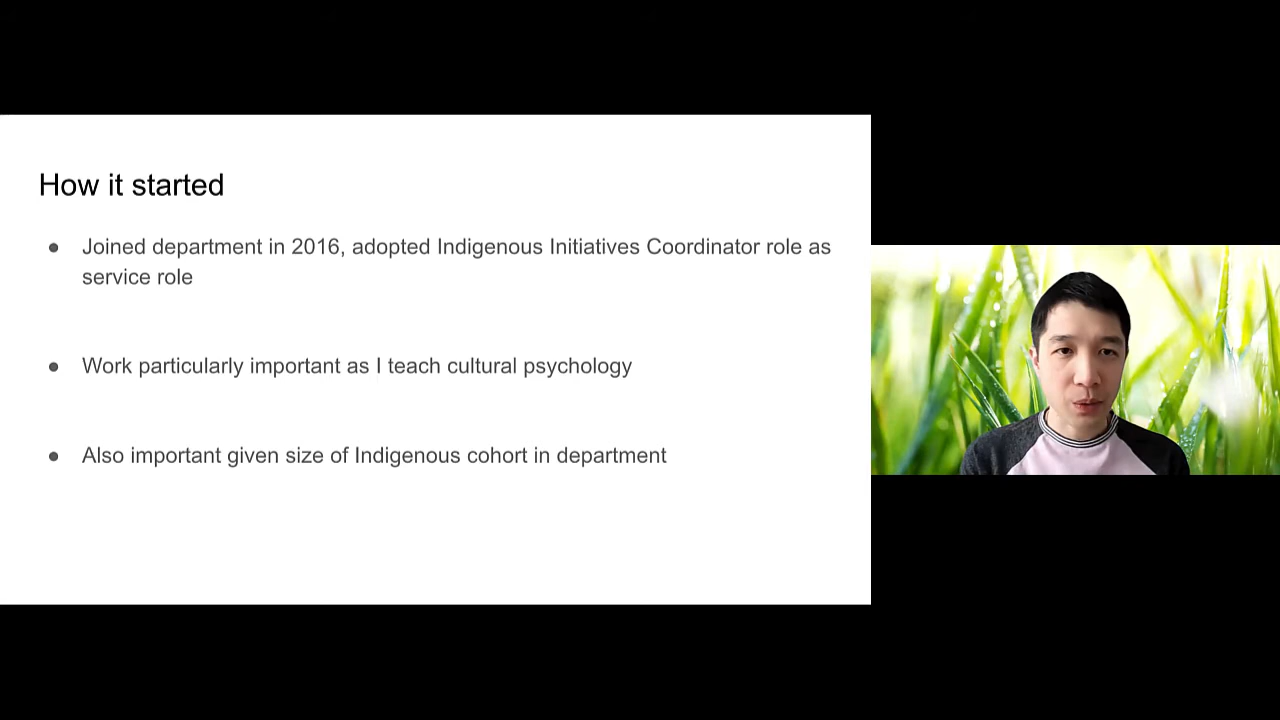 How it started
● Joined department in 2016, adopted Indigenous Initiatives Coordinator role as
service role
● Work particularly important as I teach cultural psychology
● Also important given size of Indigenous cohort in department